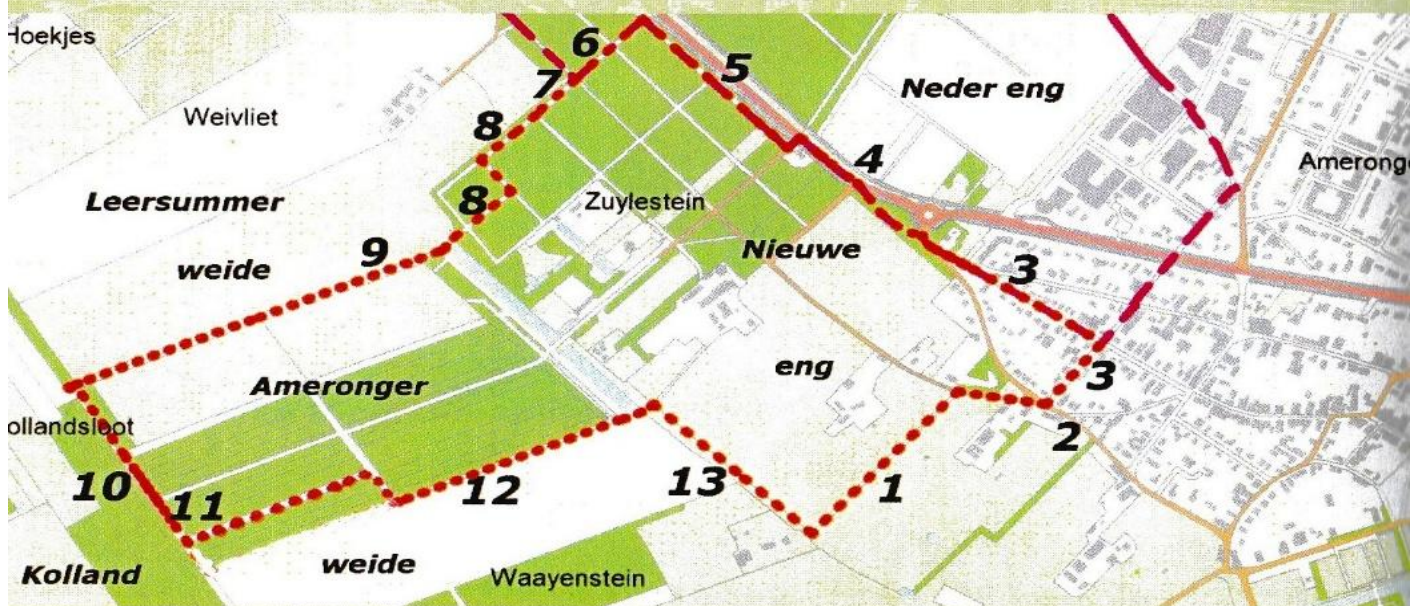 Hoekjes
6
5
7
Neder eng
Weivliet
8
4
Amerong
Leersummer
8
Zuylestein
Nieuwe
weide
9
3
Ameronger
eng
3
2
ollandsloot
10
11
12
13
1
Kolland
weide
Waayenstein